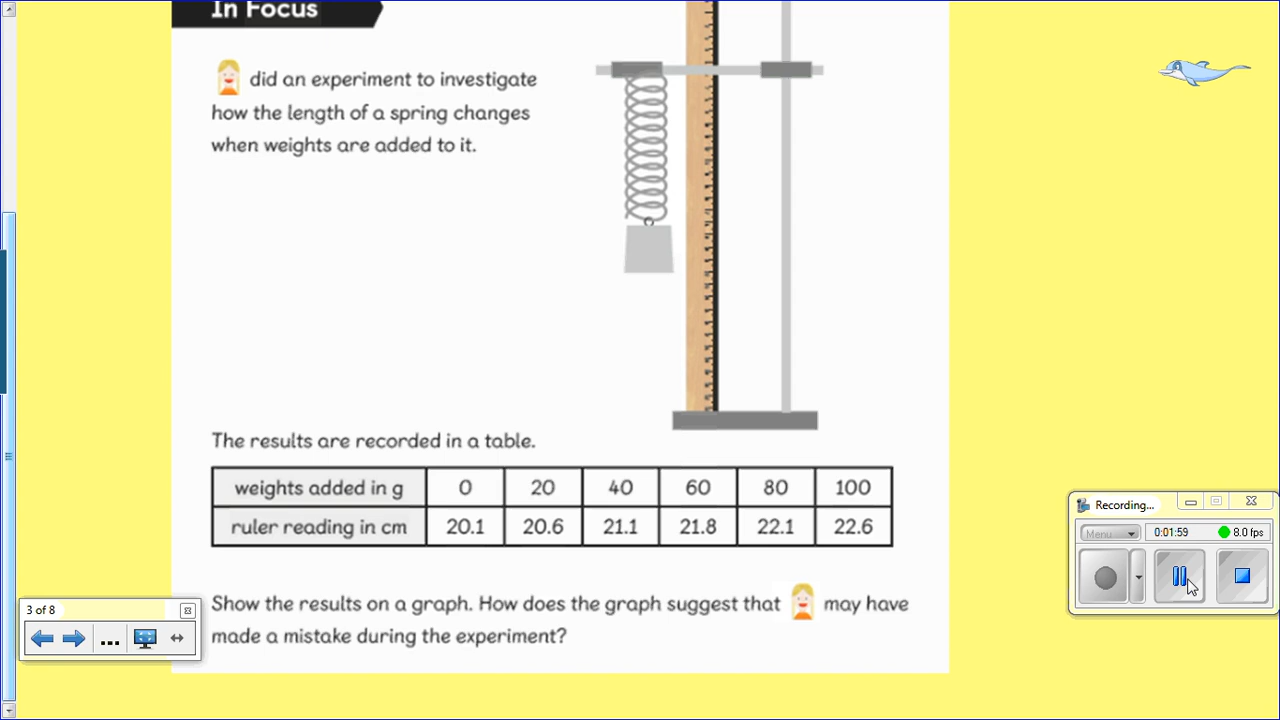 In Focus
did an experiment to investigate
how the length of a spring changes
when weights are added to it.
The results are recorded in a table.
weights added in g 0 20 40 60 80 100
ruler reading in cm 20.1 20.6 21.1 21.8 22.1 22.6
Show the results on a graph. How does the graph suggest that may have
made a mistake during the experiment?
3 of 8
...
Recording...
Menu 0:01:59 8.0 fps